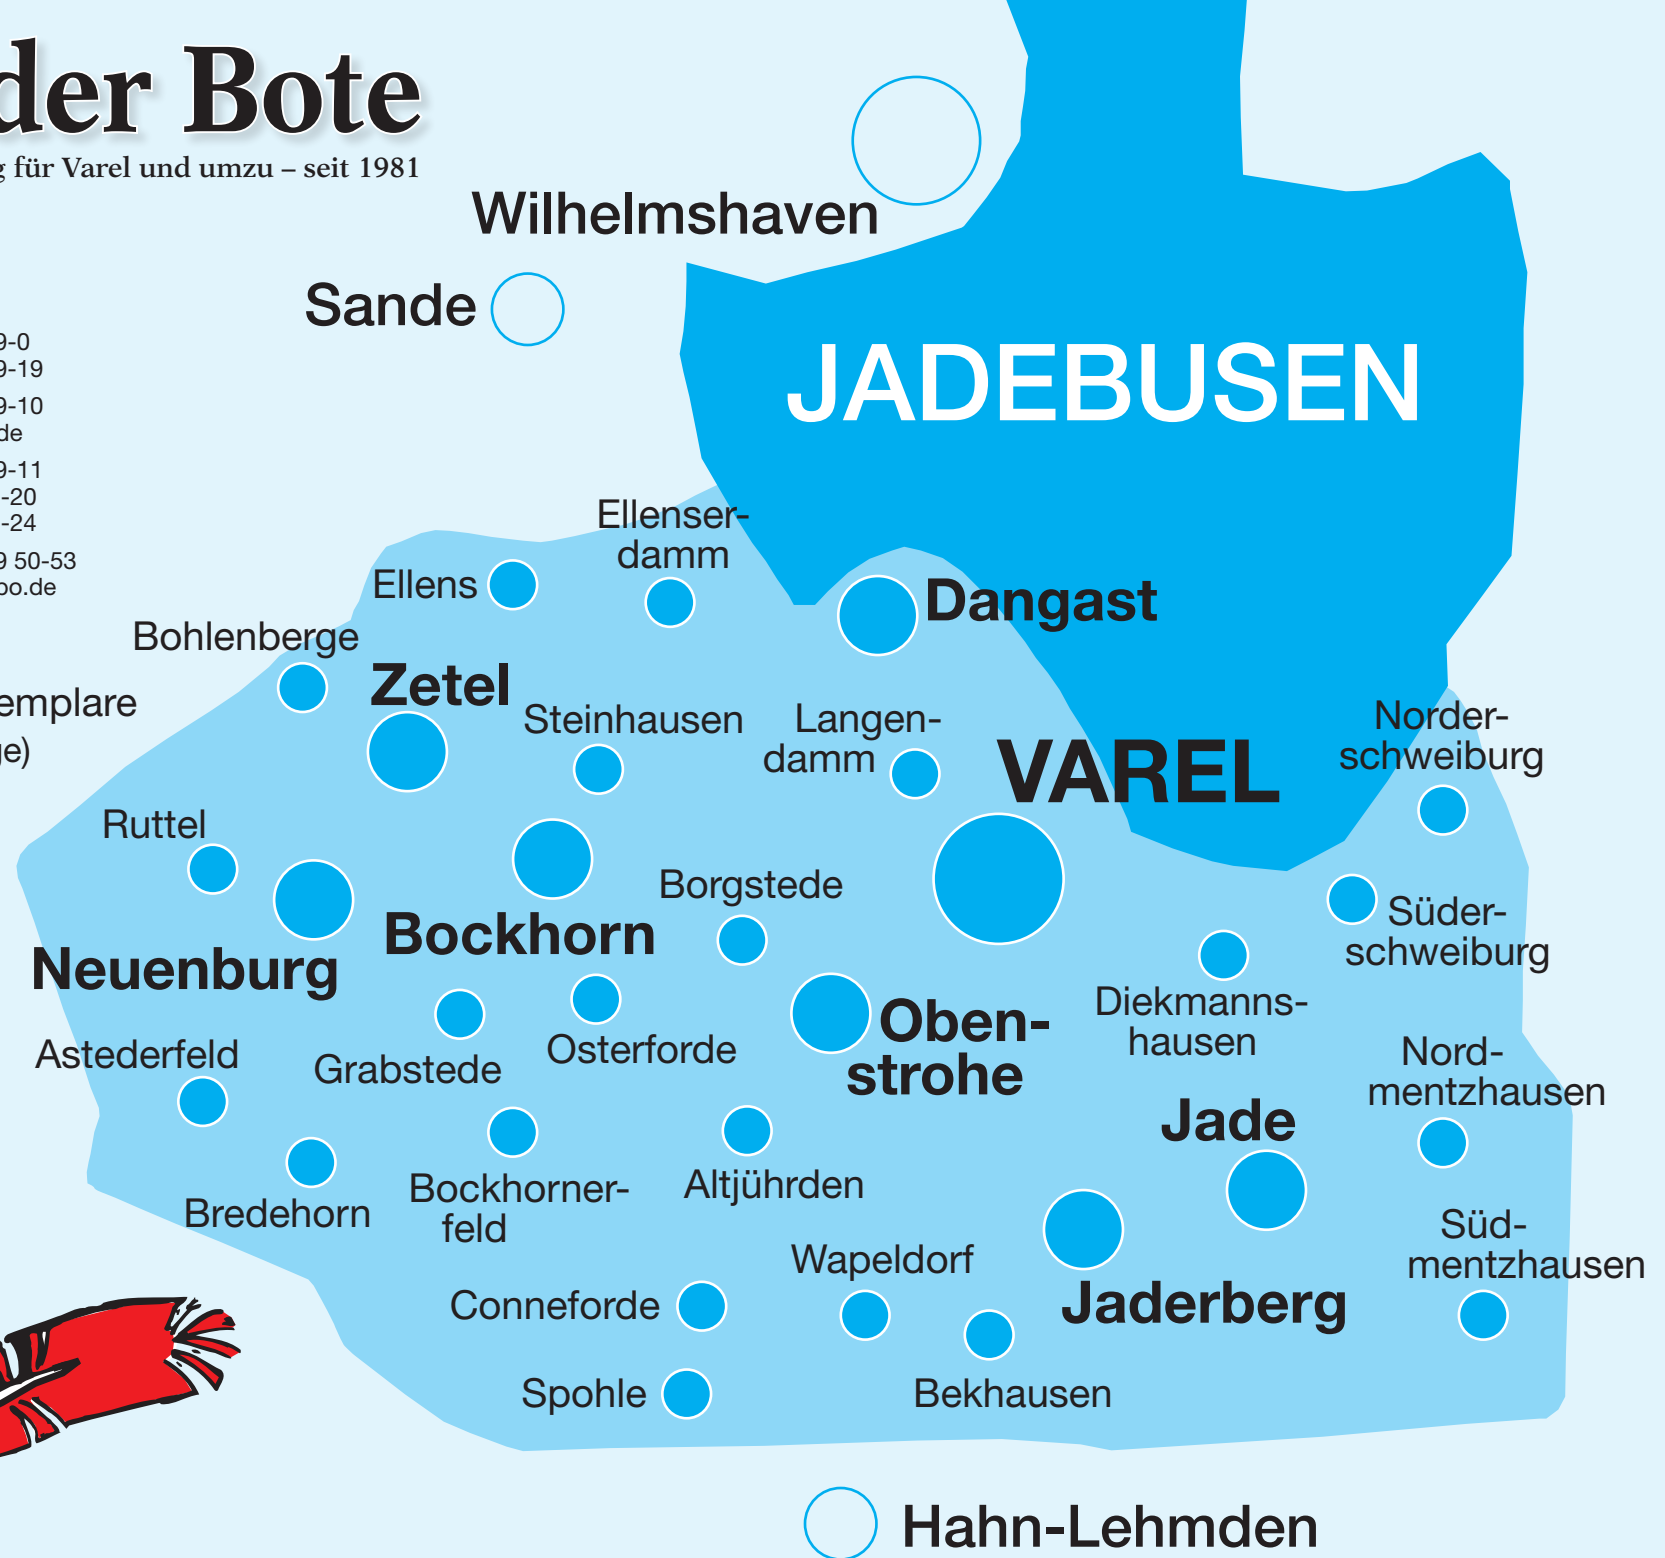 der Bote
für Varel und umzu – seit 1981
Wilhelmshaven
Sande
9-0
9-19
9-10
de
9-11
-20
-24
9 50-53
oo.de
JADEBUSEN
Ellenser-
damm
Ellens
Dangast
Bohlenberge
Zetel
emplare
ge)
Steinhausen
Langen-
damm
VAREL
Norder-
schweiburg
Ruttel
Borgstede
Bockhorn
Süder-
schweiburg
Neuenburg
Diekmanns-
hausen
Oben-
strohe
Astederfeld
Grabstede
Osterforde
Nord-
mentzhausen
Jade
Bredehorn
Bockhorner-
feld
Altjührden
Süd-
mentzhausen
Wapeldorf
Conneforde
Jaderberg
Spohle
Bekhausen
Hahn-Lehmden